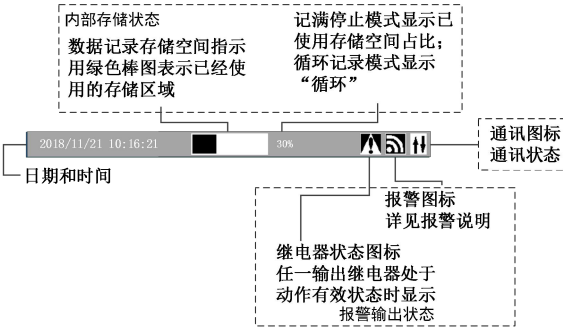 内部存储状态
数据记录存储空间指示
用绿色棒图表示已经使
用的存储区域
记满停止模式显示已
使用存储空间占比;
循环记录模式显示
“循环”
2018/11/21 10:16:21
30%
通讯图标
通讯状态
日期和时间
报警图标
详见报警说明
继电器状态图标
任一输出继电器处于
动作有效状态时显示
报警输出状态